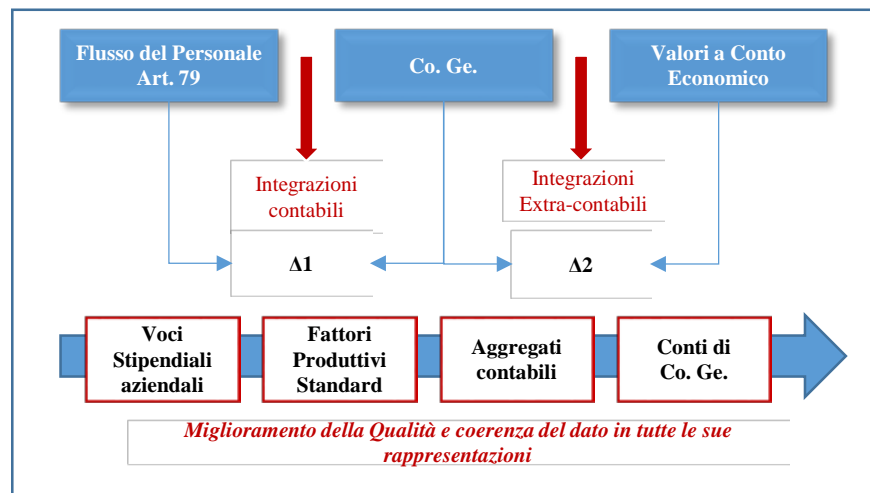 Flusso del Personale
Art. 79
Co. Ge.
Valori a Conto
Economico
Integrazioni
contabili
Integrazioni
Extra-contabili
Δ1
Δ2
Voci
Stipendiali
aziendali
Fattori
Produttivi
Standard
Aggregati
contabili
Conti di
Co. Ge.
Miglioramento della Qualità e coerenza del dato in tutte le sue
rappresentazioni